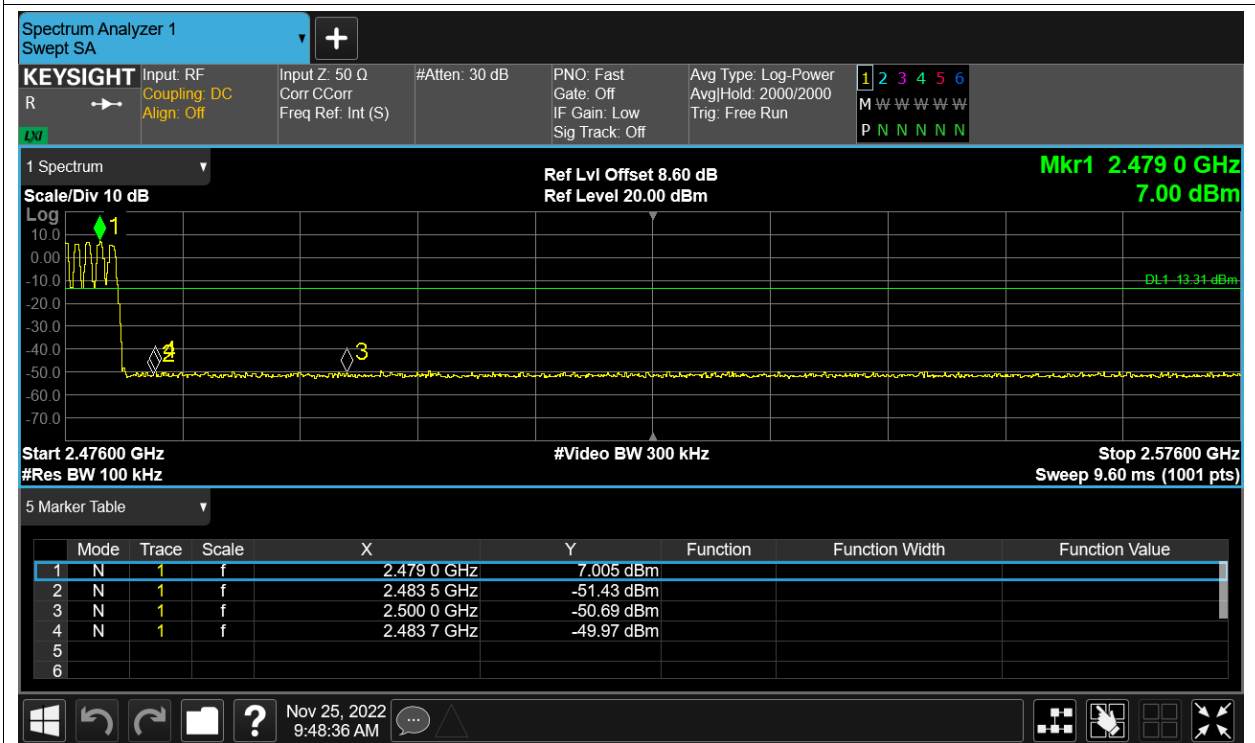 Spectrum Analyzer 1
Swept SA
KEYSIGHT
R
LXI
Input: RF
Coupling: DC
Align: Off
Input Z: 50 Ω
Corr CCorr
Freq Ref: Int (S)
#Atten: 30 dB
PNO: Fast
Gate: Off
IF Gain: Low
Sig Track: Off
Avg Type: Log-Power
Avg|Hold: 2000/2000
Trig: Free Run
1 2 3 4 5 6
M W W W W W
P N N N N N
1 Spectrum
Scale/Div 10 dB
Ref Lvl Offset 8.60 dB
Ref Level 20.00 dBm
Mkr1 2.479 0 GHz
7.00 dBm
Log
10.0
0.00
-10.0
-20.0
-30.0
-40.0
-50.0
-60.0
-70.0
1
DL1 -13.31 dBm
4
2
3
Start 2.47600 GHz
#Video BW 300 kHz
Stop 2.57600 GHz
#Res BW 100 kHz
Sweep 9.60 ms (1001 pts)
5 Marker Table
Mode Trace Scale X Y Function Function Width Function Value
1 N 1 f 2.479 0 GHz 7.005 dBm
2 N 1 f 2.483 5 GHz -51.43 dBm
3 N 1 f 2.500 0 GHz -50.69 dBm
4 N 1 f 2.483 7 GHz -49.97 dBm
5
6
?
Nov 25, 2022
9:48:36 AM